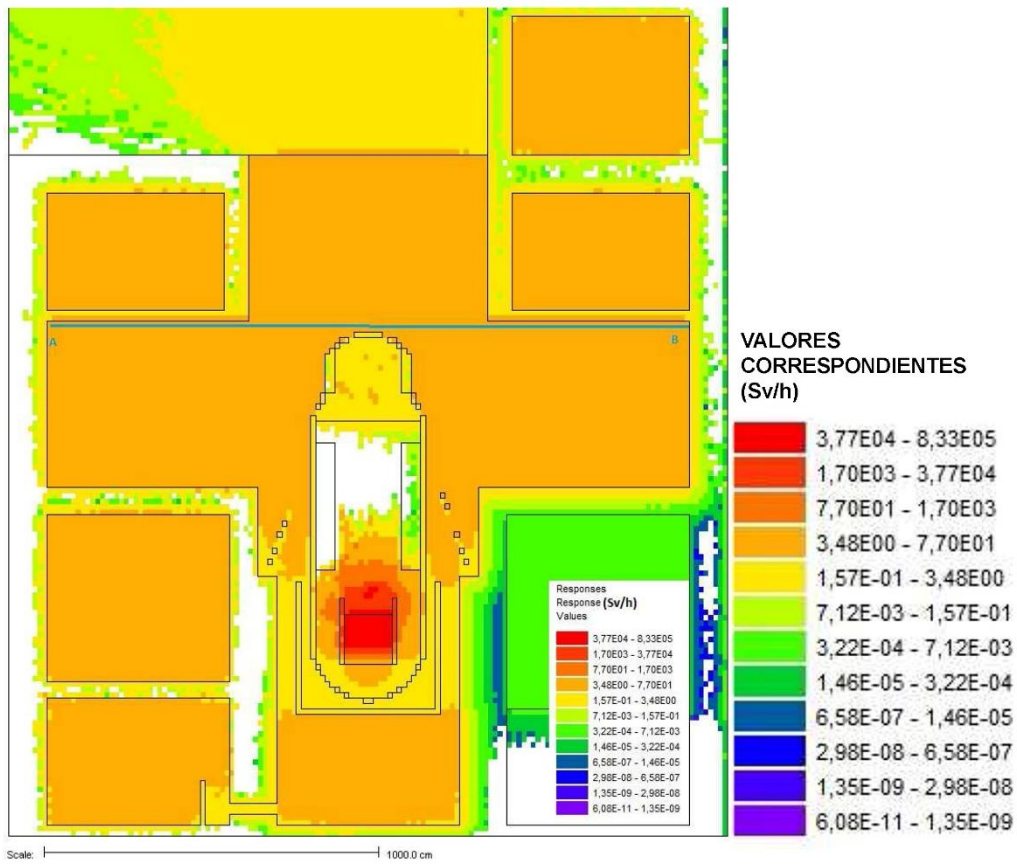 A
B
VALORES
CORRESPONDIENTES
(Sv/h)
3,77E04 - 8,33E05
1,70E03 - 3,77E04
7,70E01 - 1,70E03
3,48E00 - 7,70E01
1,57E-01 - 3,48E00
7,12E-03 - 1,57E-01
3,22E-04 - 7,12E-03
1,46E-05 - 3,22E-04
6,58E-07 - 1,46E-05
2,98E-08 - 6,58E-07
1,35E-09 - 2,98E-08
6,08E-11 - 1,35E-09
Responses
Response (Sv/h)
Values
3,77E04 - 8,33E05
1,70E03 - 3,77E04
7,70E01 - 1,70E03
3,48E00 - 7,70E01
1,57E-01 - 3,48E00
7,12E-03 - 1,57E-01
3,22E-04 - 7,12E-03
1,46E-05 - 3,22E-04
6,58E-07 - 1,46E-05
2,98E-08 - 6,58E-07
1,35E-09 - 2,98E-08
6,08E-11 - 1,35E-09
Scale: 1000.0 cm